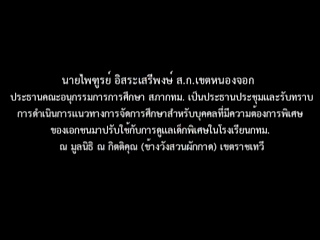 นายไพฑูรย์ อิสระเสรีพงษ์ ส.ก.เขตหนองจอก
ประธานคณะอนุกรรมการการศึกษา สภากทม. เป็นประธานประชุมและรับทราบ
การดำเนินการแนวทางการจัดการศึกษาสำหรับบุคคลที่มีความต้องการพิเศษ
ของเอกชนมาปรับใช้กับการดูแลเด็กพิเศษในโรงเรียนกทม.
ณ มูลนิธิ ณ กิตติคุณ (ข้างวังสวนผักกาด) เขตราชเทวี